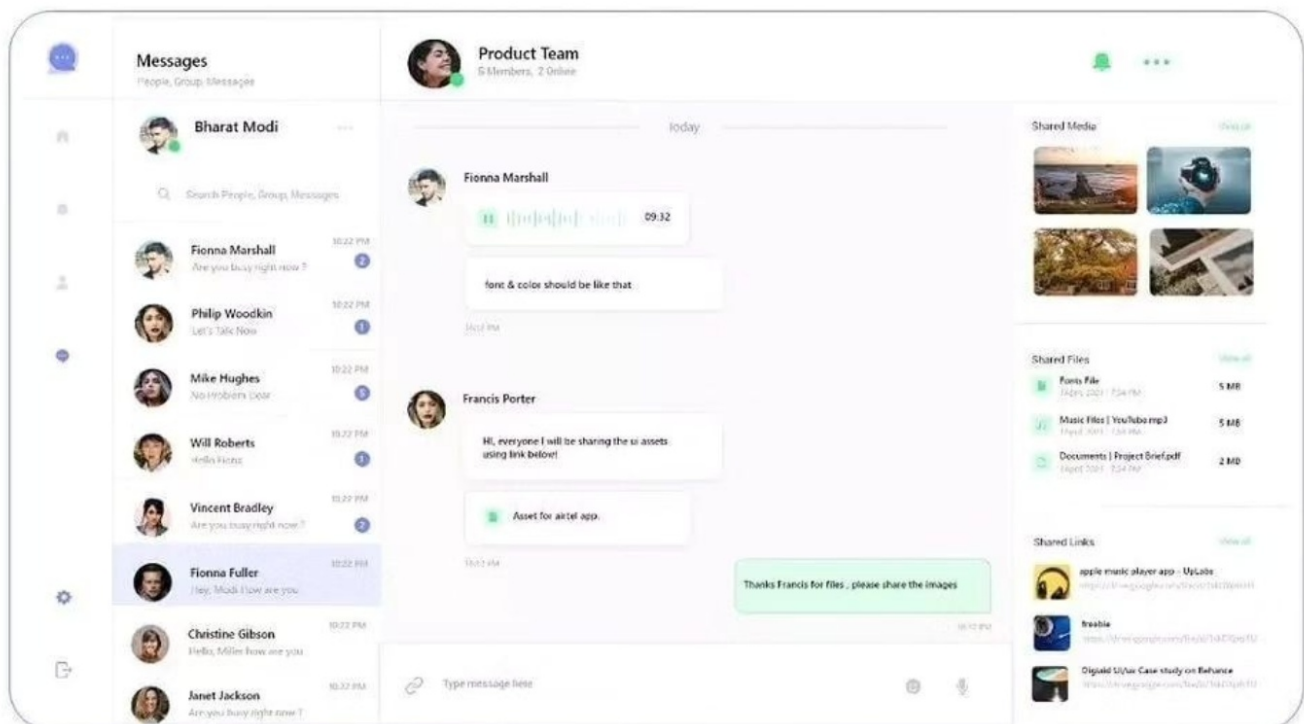 Messages
People, Group, Messages
Bharat Modi
Search People, Group, Messages
Fionna Marshall
10:22 PM
Are you busy right now ?
2
Philip Woodkin
10:22 PM
Let's Talk Now
1
Mike Hughes
10:22 PM
No Problem Dear
5
Will Roberts
10:22 PM
Hello Fiona
1
Vincent Bradley
10:22 PM
Are you busy right now ?
2
Fionna Fuller
10:22 PM
Hey, Modi How are you
Christine Gibson
10:22 PM
Hello, Miller how are you
Janet Jackson
10:22 PM
Are you busy right now ?
Product Team
6 Members, 2 Online
Today
Fionna Marshall
09:32
font & color should be like that
Francis Porter
HI, everyone I will be sharing the ui assets
using link below!
Asset for airtel app.
Thanks Francis for files , please share the images
Type message here
Shared Media
View all
Shared Files
View all
Fonts File
5 MB
Music Files | YouTube.mp3
5 MB
Documents | Project Brief.pdf
2 MB
Shared Links
View all
apple music player app – UpLabs
freebie
Digiaid UI/ux Case study on Behance